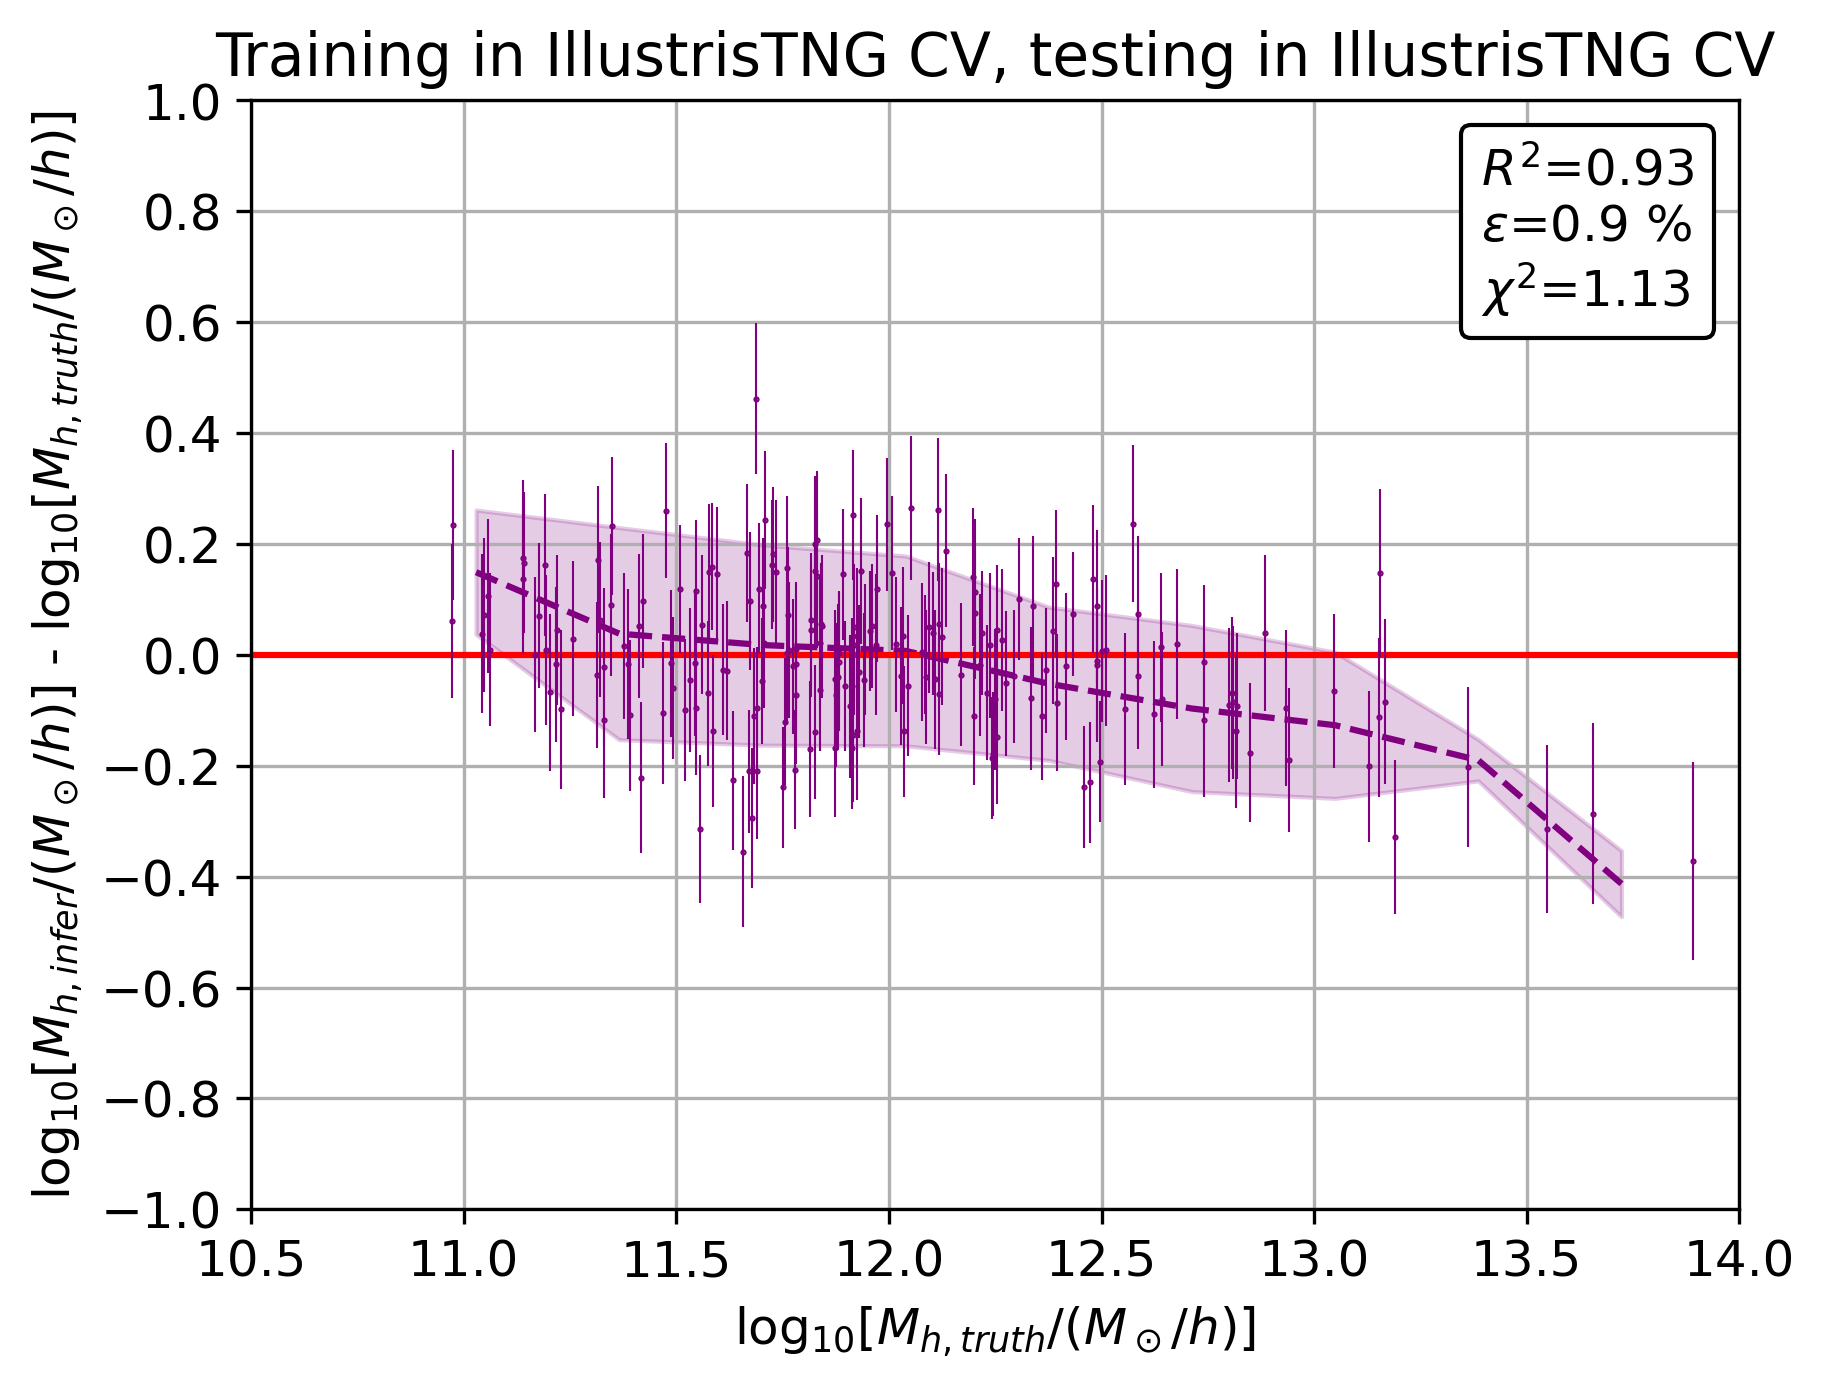 Training in IllustrisTNG CV, testing in IllustrisTNG CV
log₁₀[M_{h,infer}/(M_⊙/h)] - log₁₀[M_{h,truth}/(M_⊙/h)]
1.0
0.8
0.6
0.4
0.2
0.0
−0.2
−0.4
−0.6
−0.8
−1.0
R²=0.93
ε=0.9 %
χ²=1.13
10.5 11.0 11.5 12.0 12.5 13.0 13.5 14.0
log₁₀[M_{h,truth}/(M_⊙/h)]